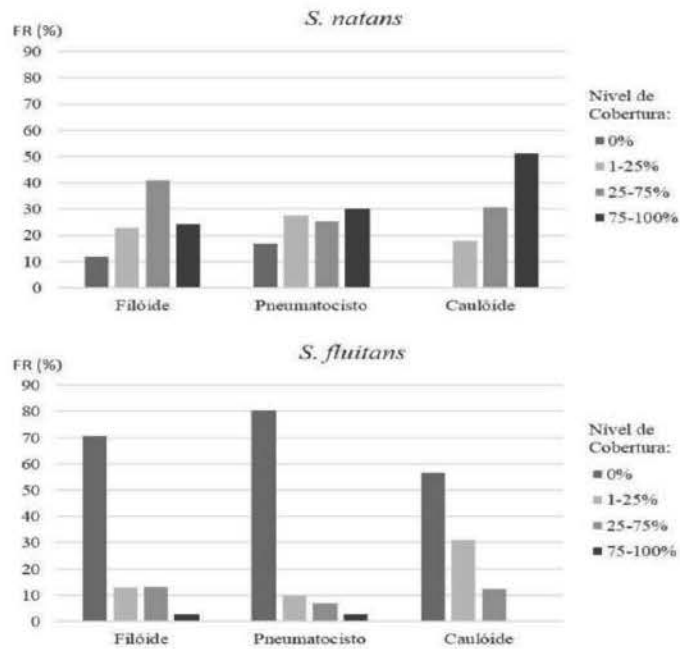 S. natans
FR (%)
90
80
70
60
50
40
30
20
10
0
Filóide
Pneumatocisto
Caulóide
Nivel de
Cobertura:
0%
1-25%
25-75%
75-100%
S. fluitans
FR (%)
90
80
70
60
50
40
30
20
10
0
Filóide
Pneumatocisto
Caulóide
Nivel de
Cobertura:
0%
1-25%
25-75%
75-100%